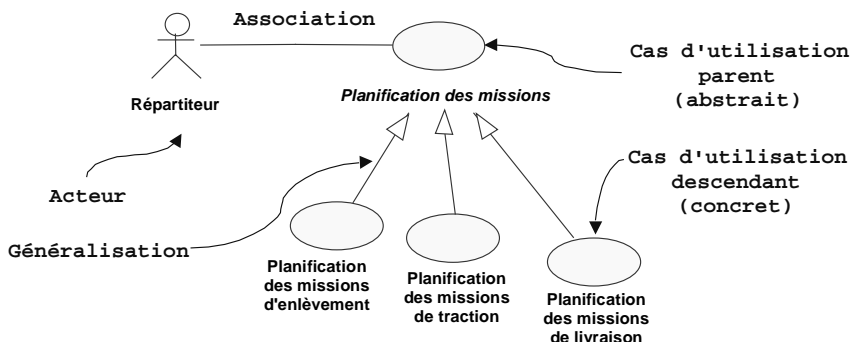 Association
Cas d'utilisation
parent
(abstrait)
Répartiteur
Planification des missions
Cas d'utilisation
descendant
(concret)
Acteur
Généralisation
Planification
des missions
d'enlèvement
Planification
des missions
de traction
Planification
des missions
de livraison